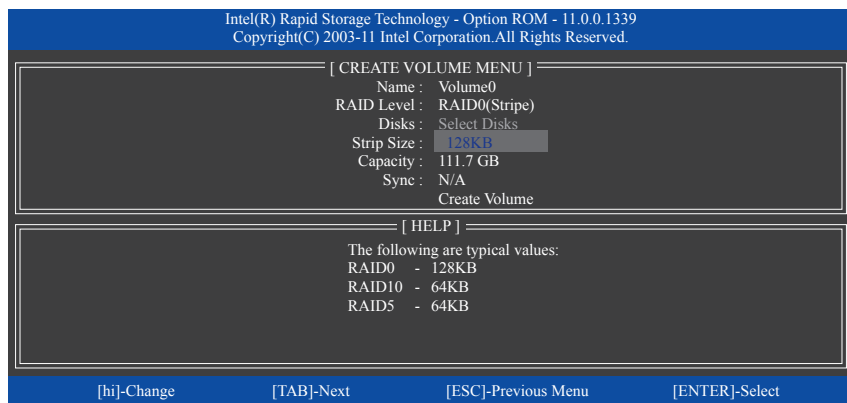 Intel(R) Rapid Storage Technology - Option ROM - 11.0.0.1339
Copyright(C) 2003-11 Intel Corporation.All Rights Reserved.
[ CREATE VOLUME MENU ]
Name : Volume0
RAID Level : RAID0(Stripe)
Disks : Select Disks
Strip Size : 128KB
Capacity : 111.7 GB
Sync : N/A
Create Volume
[ HELP ]
The following are typical values:
RAID0 - 128KB
RAID10 - 64KB
RAID5 - 64KB
[hi]-Change [TAB]-Next [ESC]-Previous Menu [ENTER]-Select